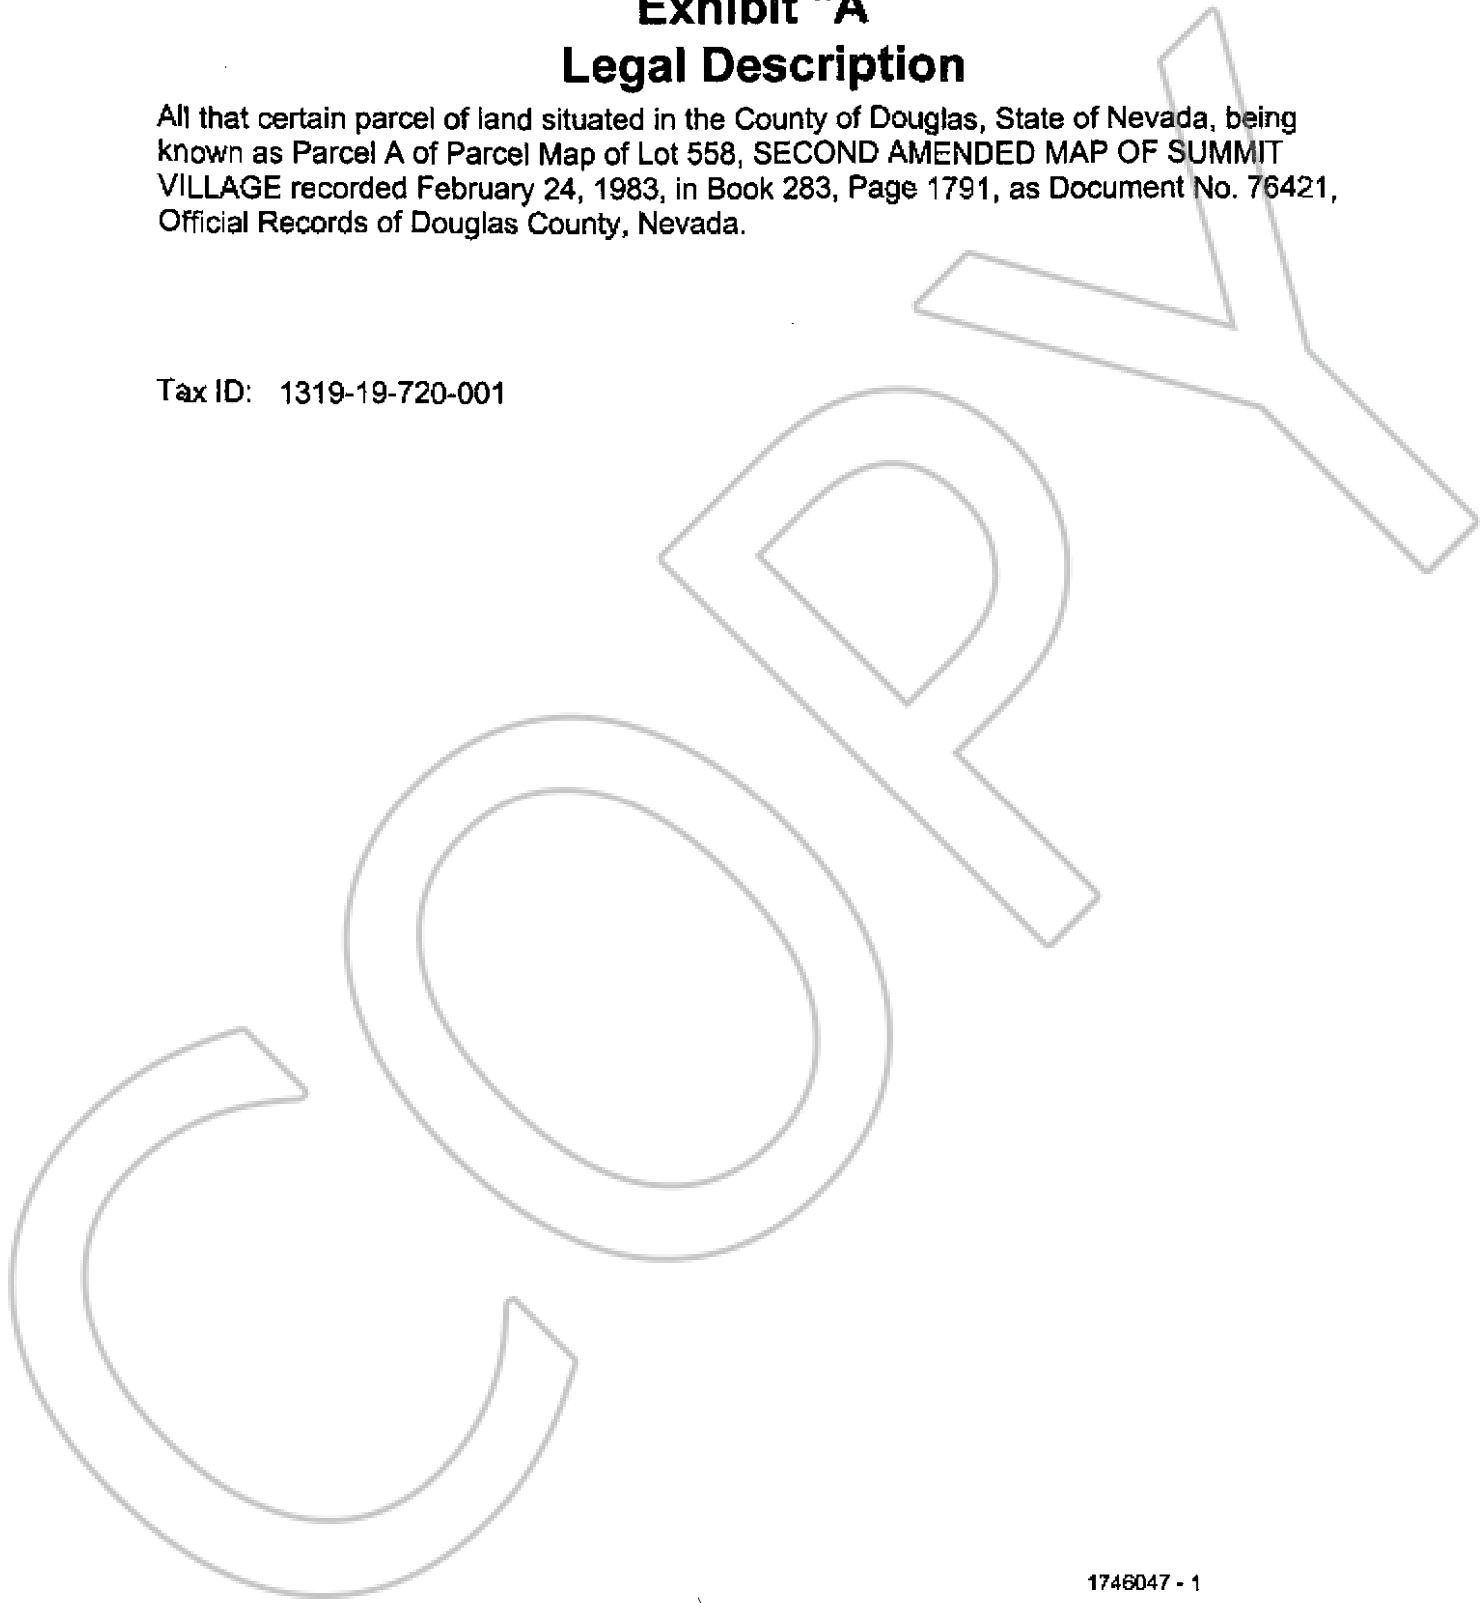 Exhibit "A
Legal Description
All that certain parcel of land situated in the County of Douglas, State of Nevada, being
known as Parcel A of Parcel Map of Lot 558, SECOND AMENDED MAP OF SUMMIT
VILLAGE recorded February 24, 1983, in Book 283, Page 1791, as Document No. 76421,
Official Records of Douglas County, Nevada.
Tax ID: 1319-19-720-001
COPY
1746047 - 1